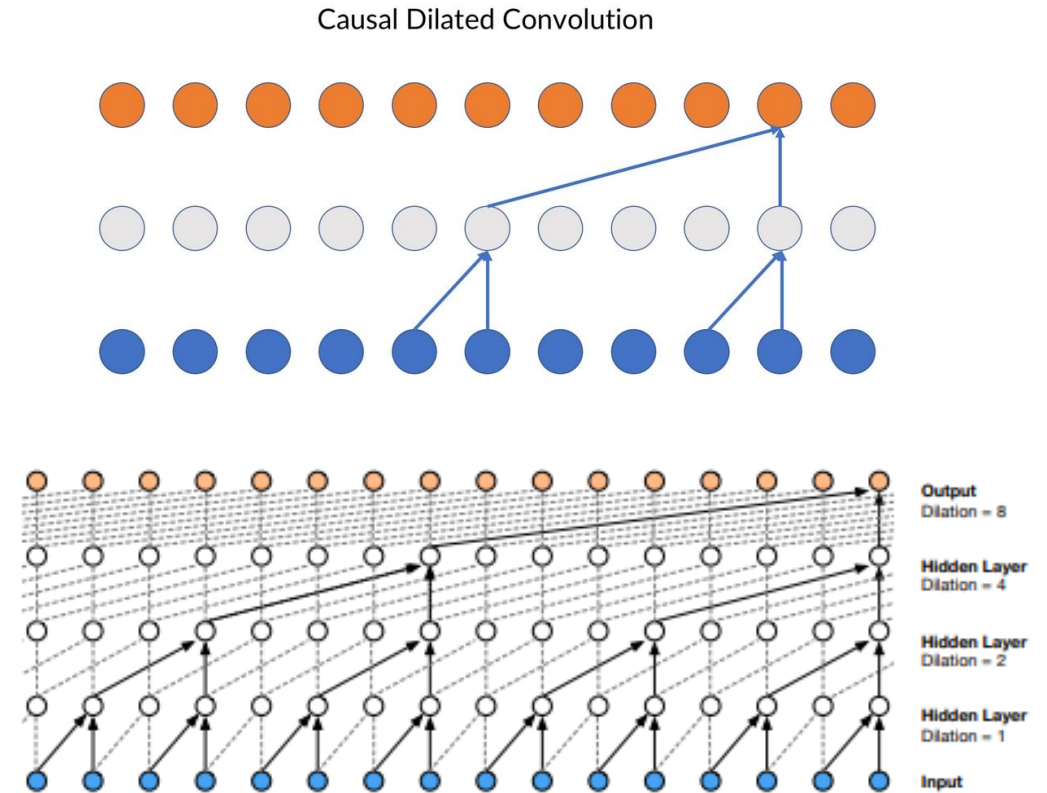 Causal Dilated Convolution
Output
Dilation = 8
Hidden Layer
Dilation = 4
Hidden Layer
Dilation = 2
Hidden Layer
Dilation = 1
Input